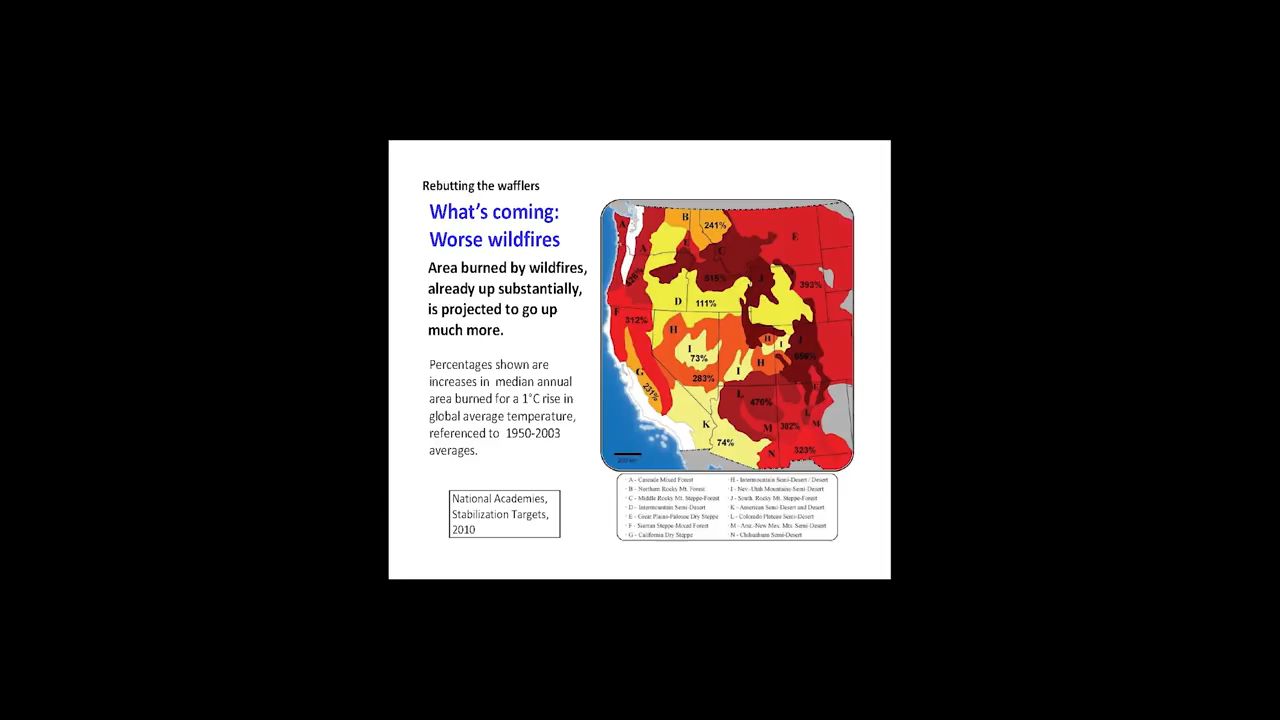 Rebutting the wafflers
What's coming:
Worse wildfires
Area burned by wildfires,
already up substantially,
is projected to go up
much more.
Percentages shown are
increases in median annual
area burned for a 1°C rise in
global average temperature,
referenced to 1950-2003
averages.
National Academies,
Stabilization Targets,
2010
A
B
241%
E
A
C
428%
515%
J
393%
D
111%
F
312%
H
H
I
J
I
73%
656%
H
G
283%
I
231%
L
E
470%
L
K
M
382%
M
74%
N
323%
A - Cascade Mixed Forest
B - Northern Rocky Mt. Forest
C - Middle Rocky Mt. Steppe-Forest
D - Intermountain Semi-Desert
E - Great Plains-Palouse Dry Steppe
F - Sierran Steppe-Mixed Forest
G - California Dry Steppe
H - Intermountain Semi-Desert / Desert
I - Nev.-Utah Mountains-Semi-Desert
J - South. Rocky Mt. Steppe-Forest
K - American Semi-Desert and Desert
L - Colorado Plateau Semi-Desert
M - Ariz.-New Mex. Mts. Semi-Desert
N - Chihuahuan Semi-Desert